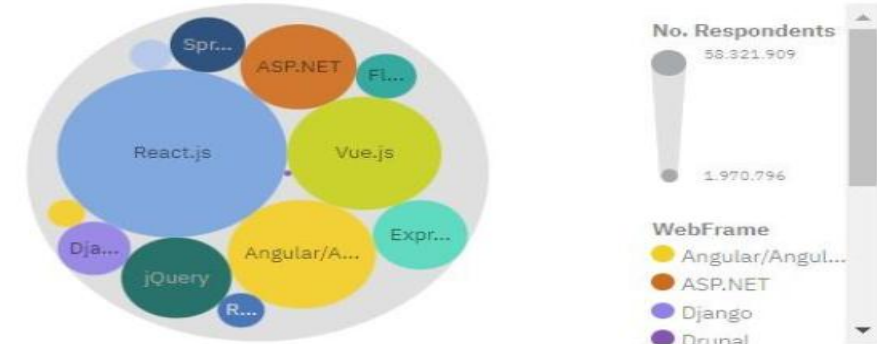 Spr...
ASP.NET
Fl...
React.js
Vue.js
Dja...
Expr...
Angular/A...
jQuery
R...
No. Respondents
58.321.909
1.970.796
WebFrame
Angular/Angul...
ASP.NET
Django
Drupal